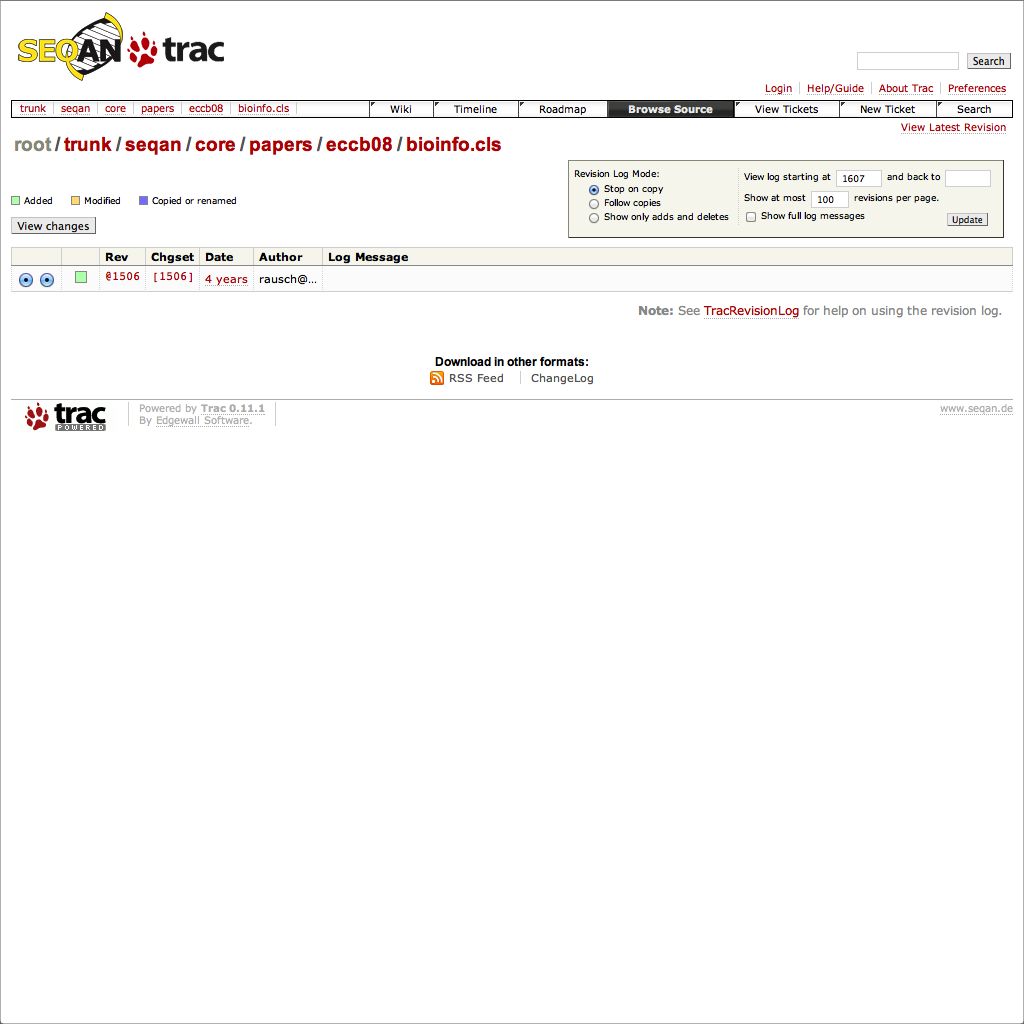 SEQAN trac
Search
Login Help/Guide About Trac Preferences
trunk seqan core papers eccb08 bioinfo.cls Wiki Timeline Roadmap Browse Source View Tickets New Ticket Search
View Latest Revision
root / trunk / seqan / core / papers / eccb08 / bioinfo.cls
Revision Log Mode:
Stop on copy
Follow copies
Show only adds and deletes
View log starting at 1607 and back to
Show at most 100 revisions per page.
Show full log messages
Update
Added Modified Copied or renamed
View changes
Rev Chgset Date Author Log Message
@1506 [1506] 4 years rausch@...
Note: See TracRevisionLog for help on using the revision log.
Download in other formats:
RSS Feed ChangeLog
trac POWERED
Powered by Trac 0.11.1
By Edgewall Software.
www.seqan.de